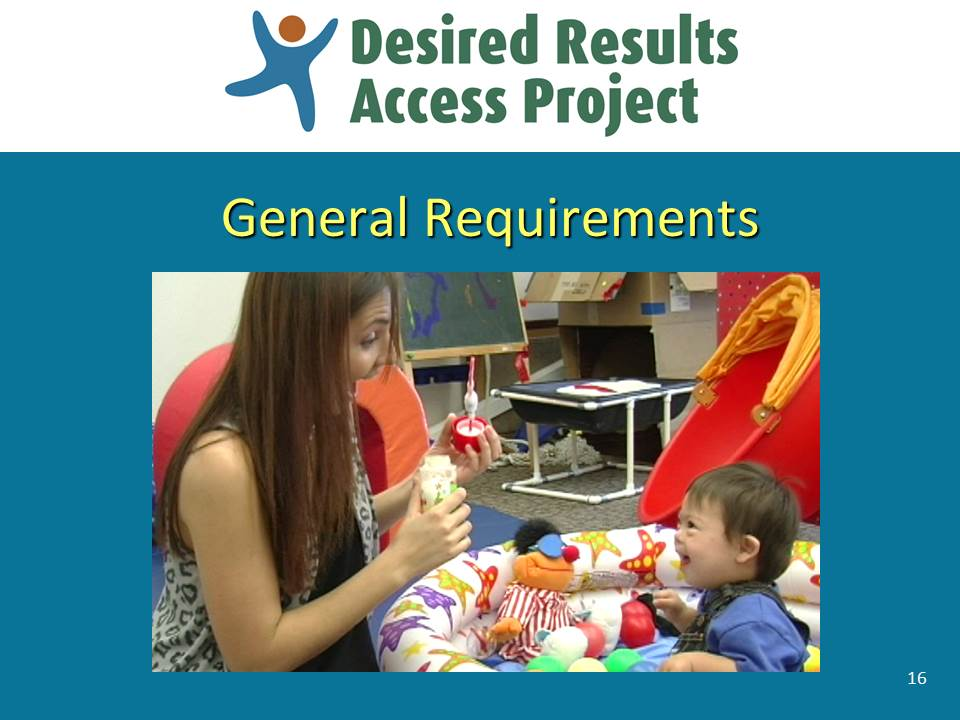 Desired Results
Access Project
General Requirements
16